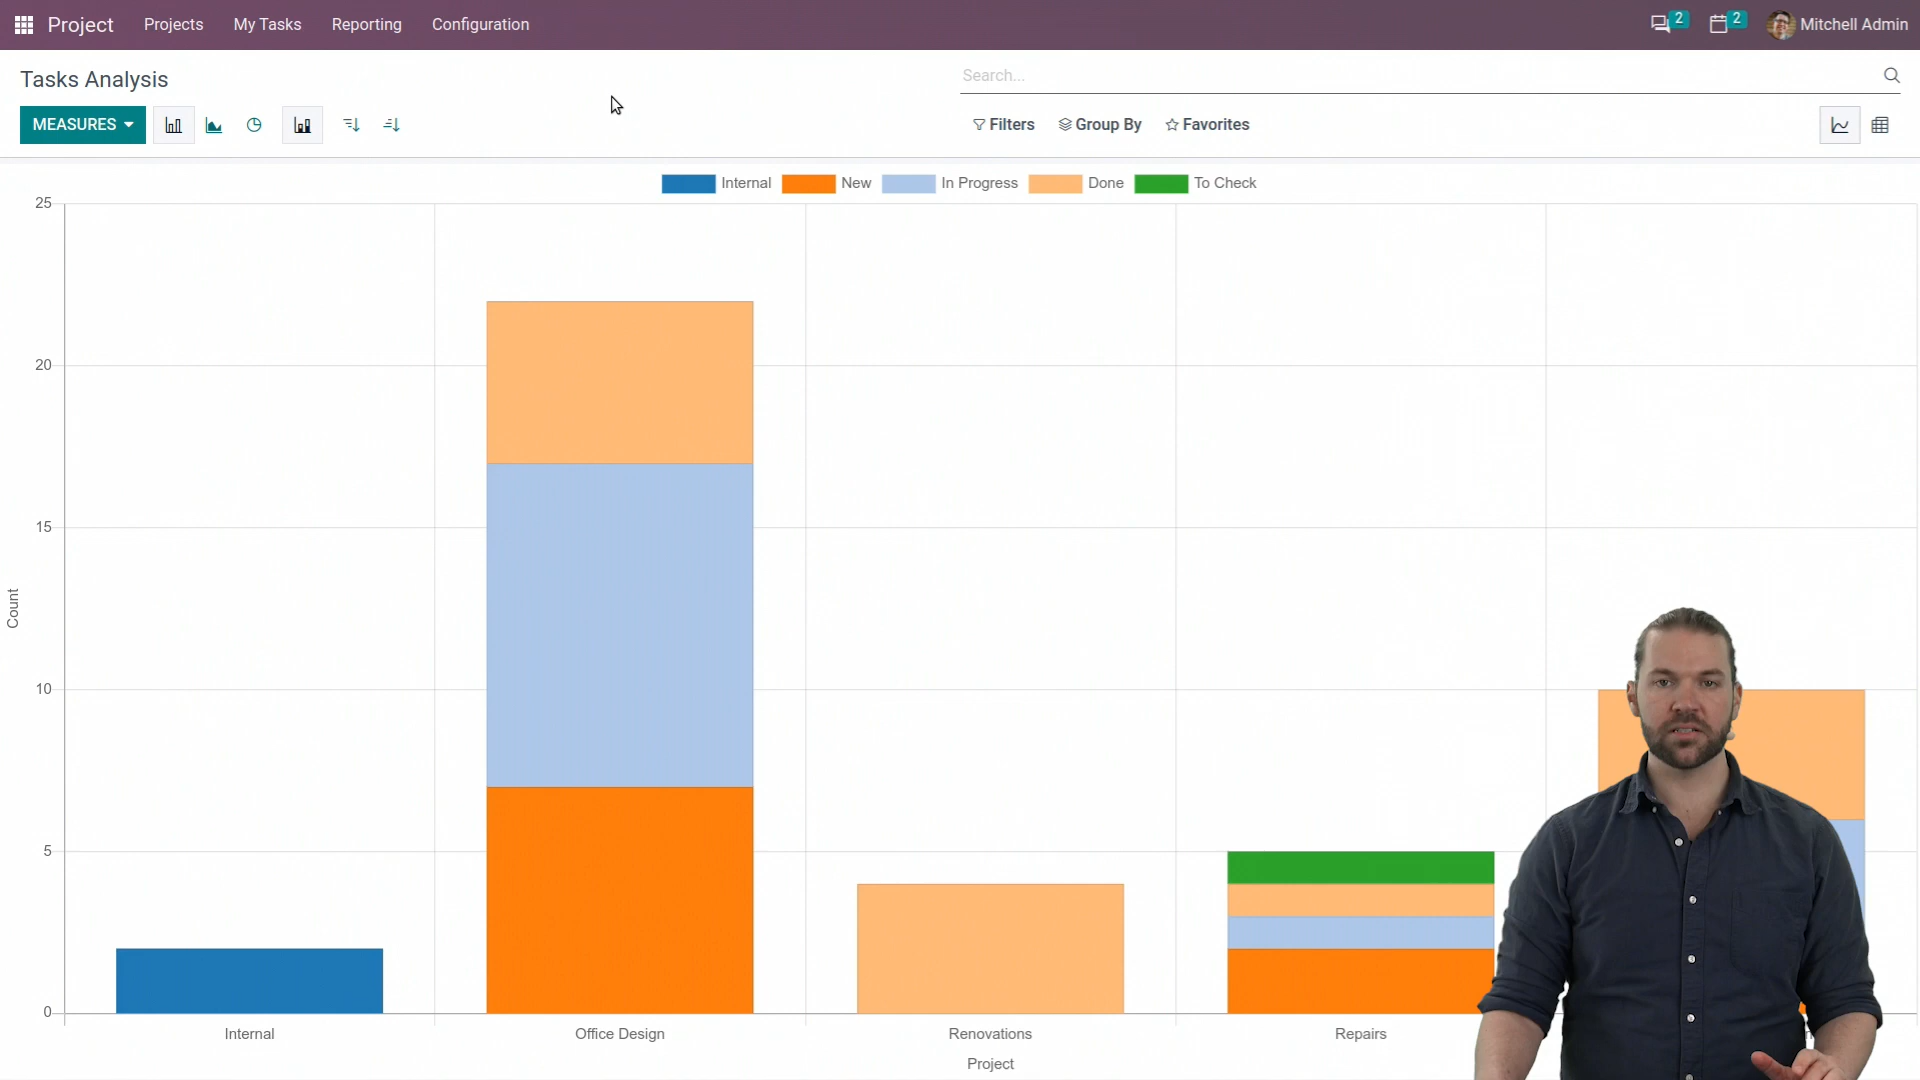 Project Projects My Tasks Reporting Configuration 2 2 Mitchell Admin
Tasks Analysis
Search...
MEASURES
Filters Group By Favorites
Internal New In Progress Done To Check
25
20
15
10
5
0
Count
Internal Office Design Renovations Repairs
Project